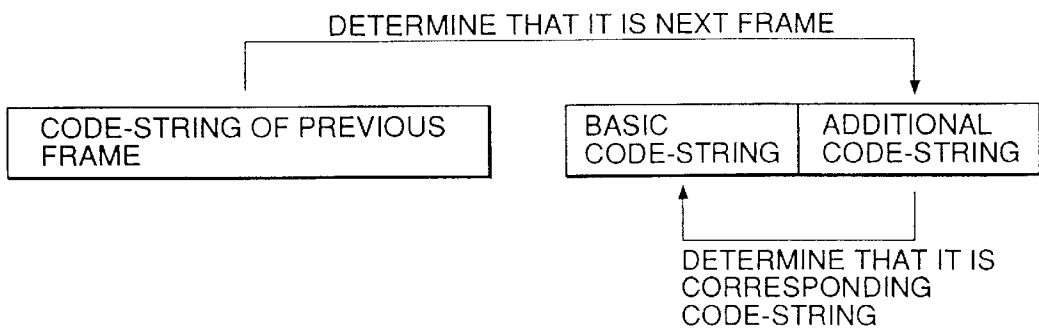 DETERMINE THAT IT IS NEXT FRAME
CODE-STRING OF PREVIOUS
FRAME
BASIC
CODE-STRING
ADDITIONAL
CODE-STRING
DETERMINE THAT IT IS
CORRESPONDING
CODE-STRING